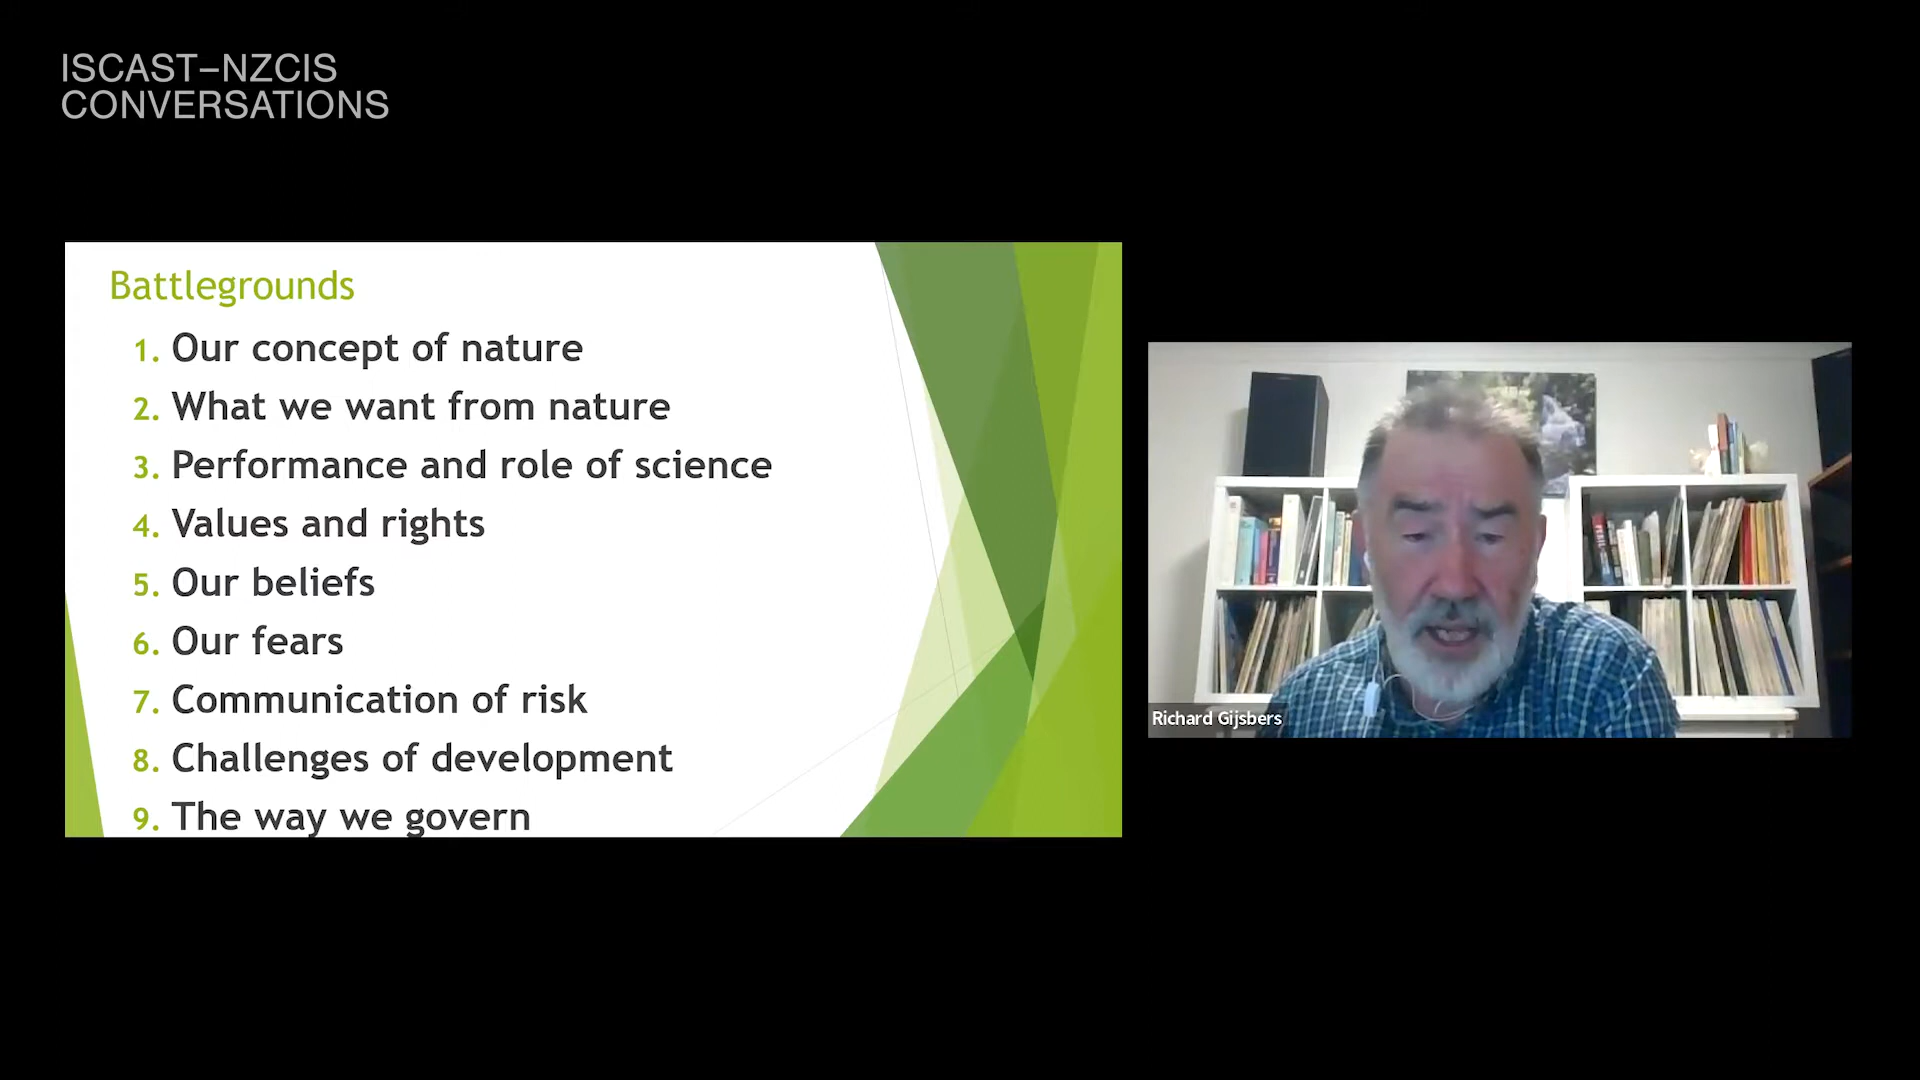 ISCAST–NZCIS
CONVERSATIONS
Battlegrounds
1. Our concept of nature
2. What we want from nature
3. Performance and role of science
4. Values and rights
5. Our beliefs
6. Our fears
7. Communication of risk
8. Challenges of development
9. The way we govern
Richard Gijsbers